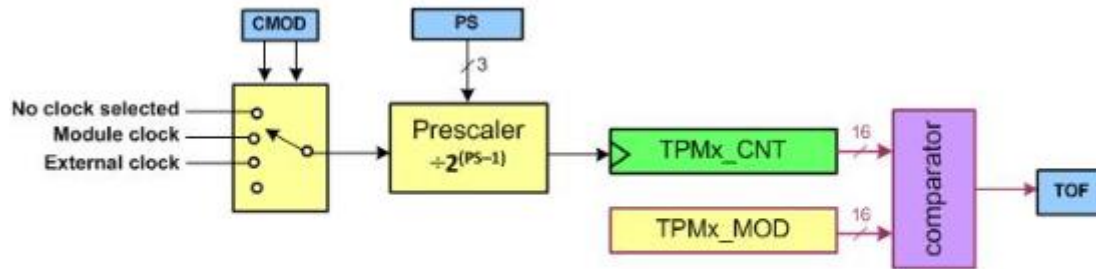 CMOD
PS
3
No clock selected
Module clock
External clock
Prescaler
÷2(PS–1)
TPMx_CNT
16
TPMx_MOD
16
comparator
TOF